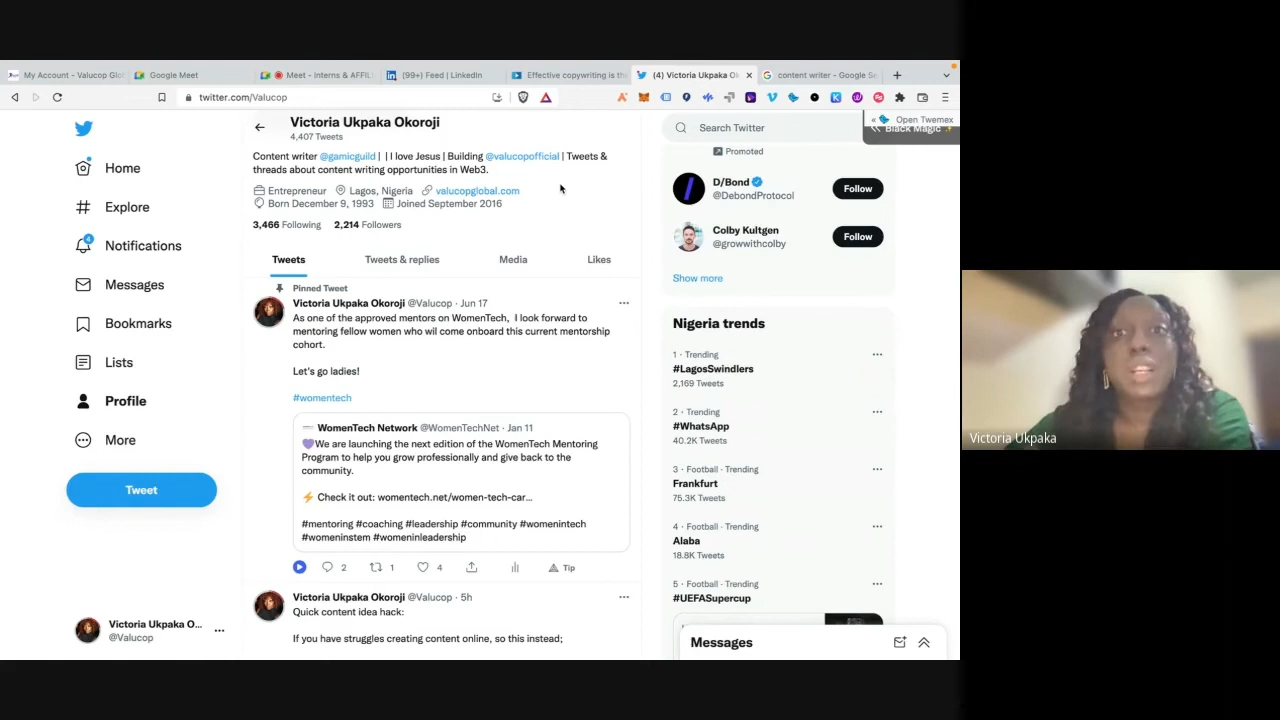 My Account - Valucop Glo
Google Meet
Meet - Interns & AFFIL
(99+) Feed | LinkedIn
Effective copywriting is th
(4) Victoria Ukpaka Ok
content writer - Google Se
twitter.com/Valucop
Open Twemex
Black Magic
Home
Explore
4
Notifications
Messages
Bookmarks
Lists
Profile
More
Tweet
Victoria Ukpaka O...
@Valucop
Victoria Ukpaka Okoroji
4,407 Tweets
Content writer @gamicguild | | I love Jesus | Building @valucopofficial | Tweets &
threads about content writing opportunities in Web3.
Entrepreneur Lagos, Nigeria valucopglobal.com
Born December 9, 1993 Joined September 2016
3,466 Following 2,214 Followers
Tweets Tweets & replies Media Likes
Pinned Tweet
Victoria Ukpaka Okoroji @Valucop · Jun 17
As one of the approved mentors on WomenTech, I look forward to
mentoring fellow women who wil come onboard this current mentorship
cohort.
Let's go ladies!
#womentech
WomenTech Network @WomenTechNet · Jan 11
💜We are launching the next edition of the WomenTech Mentoring
Program to help you grow professionally and give back to the
community.
⚡ Check it out: womentech.net/women-tech-car...
#mentoring #coaching #leadership #community #womenintech
#womeninstem #womeninleadership
2 1 4 Tip
Victoria Ukpaka Okoroji @Valucop · 5h
Quick content idea hack:
If you have struggles creating content online, so this instead;
Search Twitter
Promoted
D/Bond
@DebondProtocol
Follow
Colby Kultgen
@growwithcolby
Follow
Show more
Nigeria trends
1 · Trending
#LagosSwindlers
2,169 Tweets
2 · Trending
#WhatsApp
40.2K Tweets
3 · Football · Trending
Frankfurt
75.3K Tweets
4 · Football · Trending
Alaba
18.8K Tweets
5 · Football · Trending
#UEFASupercup
Messages
Victoria Ukpaka